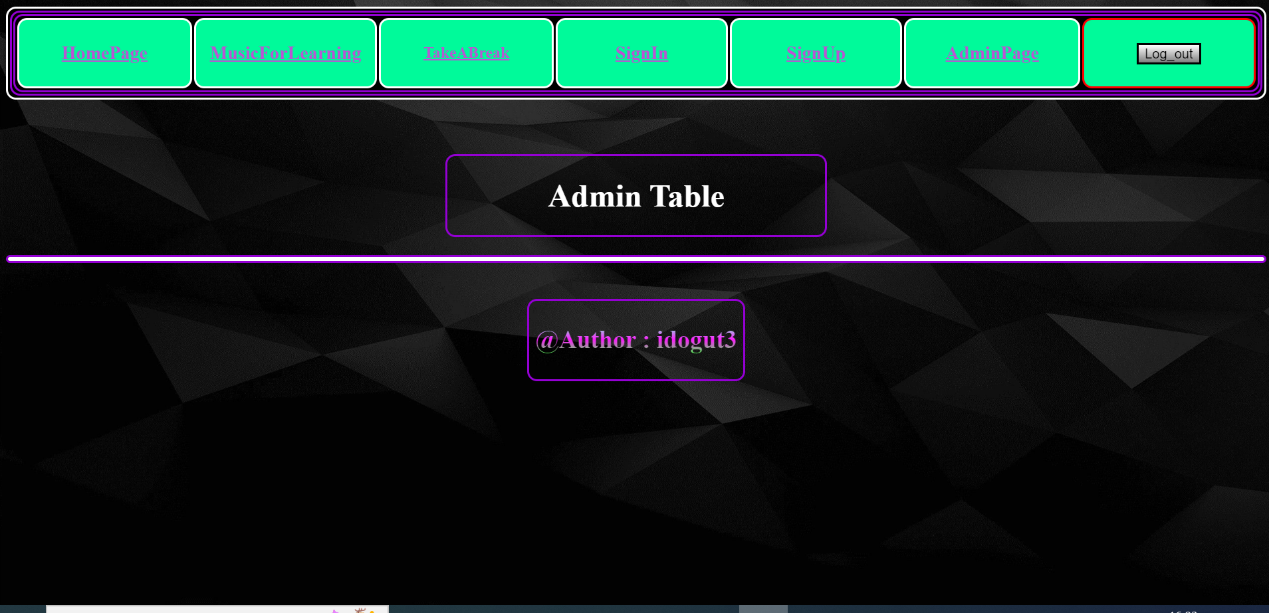 HomePage MusicForLearning TakeABreak SignIn SignUp AdminPage Log_out
Admin Table
@Author : idogut3